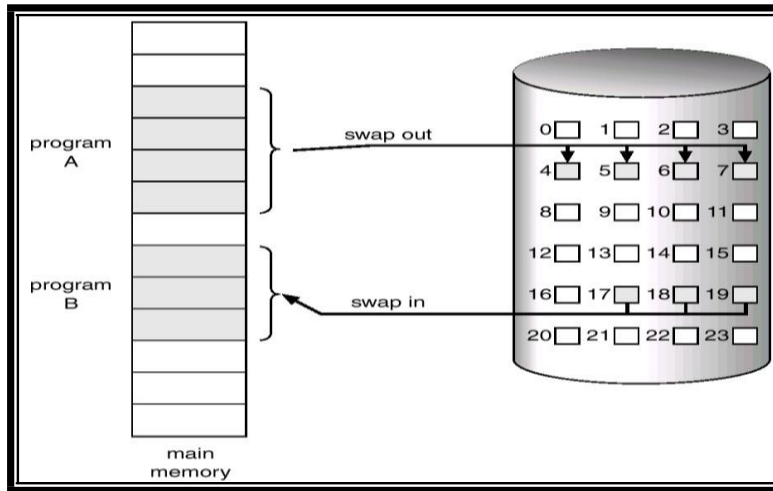 program
A
swap out
0 1 2 3
4 5 6 7
8 9 10 11
12 13 14 15
program
B
swap in
16 17 18 19
20 21 22 23
main
memory